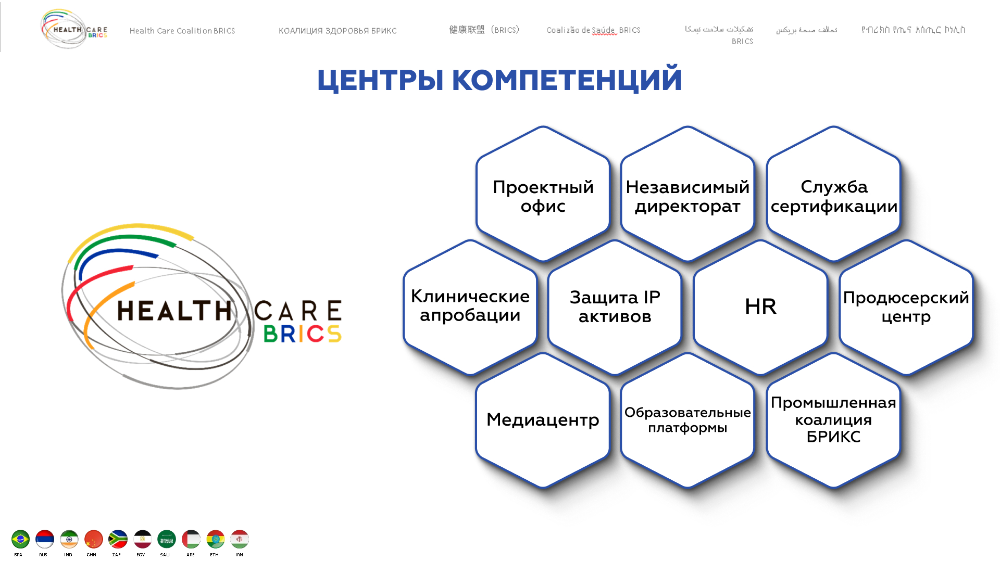 HEALTH CARE
BRICS
Health Care Coalition BRICS
КОАЛИЦИЯ ЗДОРОВЬЯ БРИКС
健康联盟（BRICS）
Coalizão de Saúde BRICS
تشکیلات سلامت نیمکا
BRICS
تحالف صحة بريكس
የብሪክስ የጤና
ЦЕНТРЫ КОМПЕТЕНЦИЙ
Проектный
офис
Независимый
директорат
Служба
сертификации
HEALTH CARE
BRICS
Клинические
апробации
Защита IP
активов
HR
Продюсерский
центр
Медиацентр
Образовательные
платформы
Промышленная
коалиция
БРИКС
BRA RUS IND CHN ZAF EGY SAU ARE ETH IRN